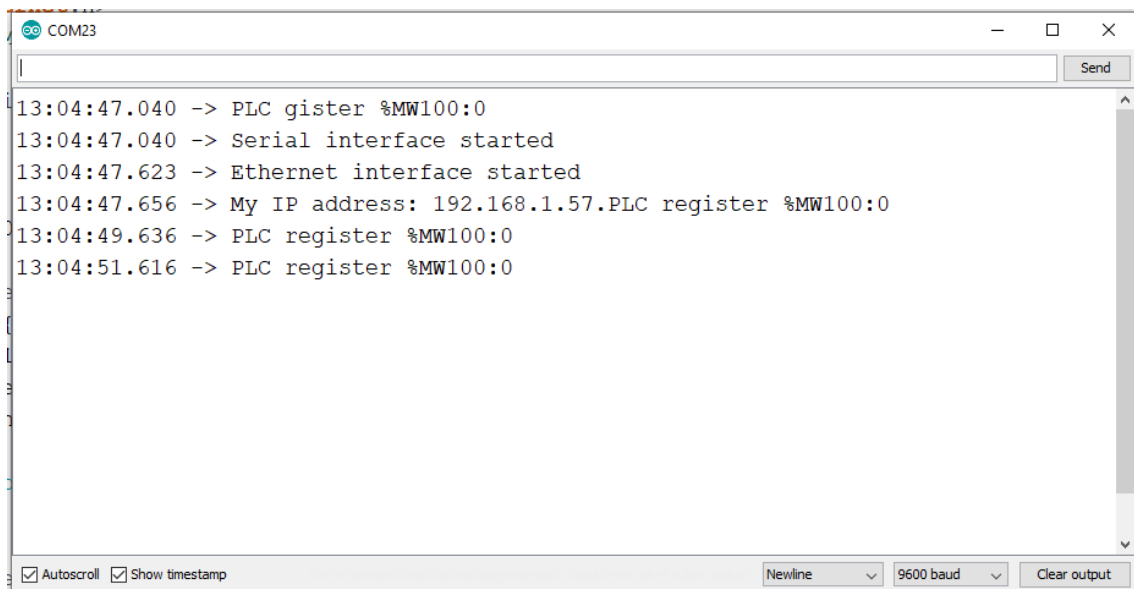 COM23
Send
13:04:47.040 -> PLC gister %MW100:0
13:04:47.040 -> Serial interface started
13:04:47.623 -> Ethernet interface started
13:04:47.656 -> My IP address: 192.168.1.57.PLC register %MW100:0
13:04:49.636 -> PLC register %MW100:0
13:04:51.616 -> PLC register %MW100:0
Autoscroll Show timestamp Newline 9600 baud Clear output